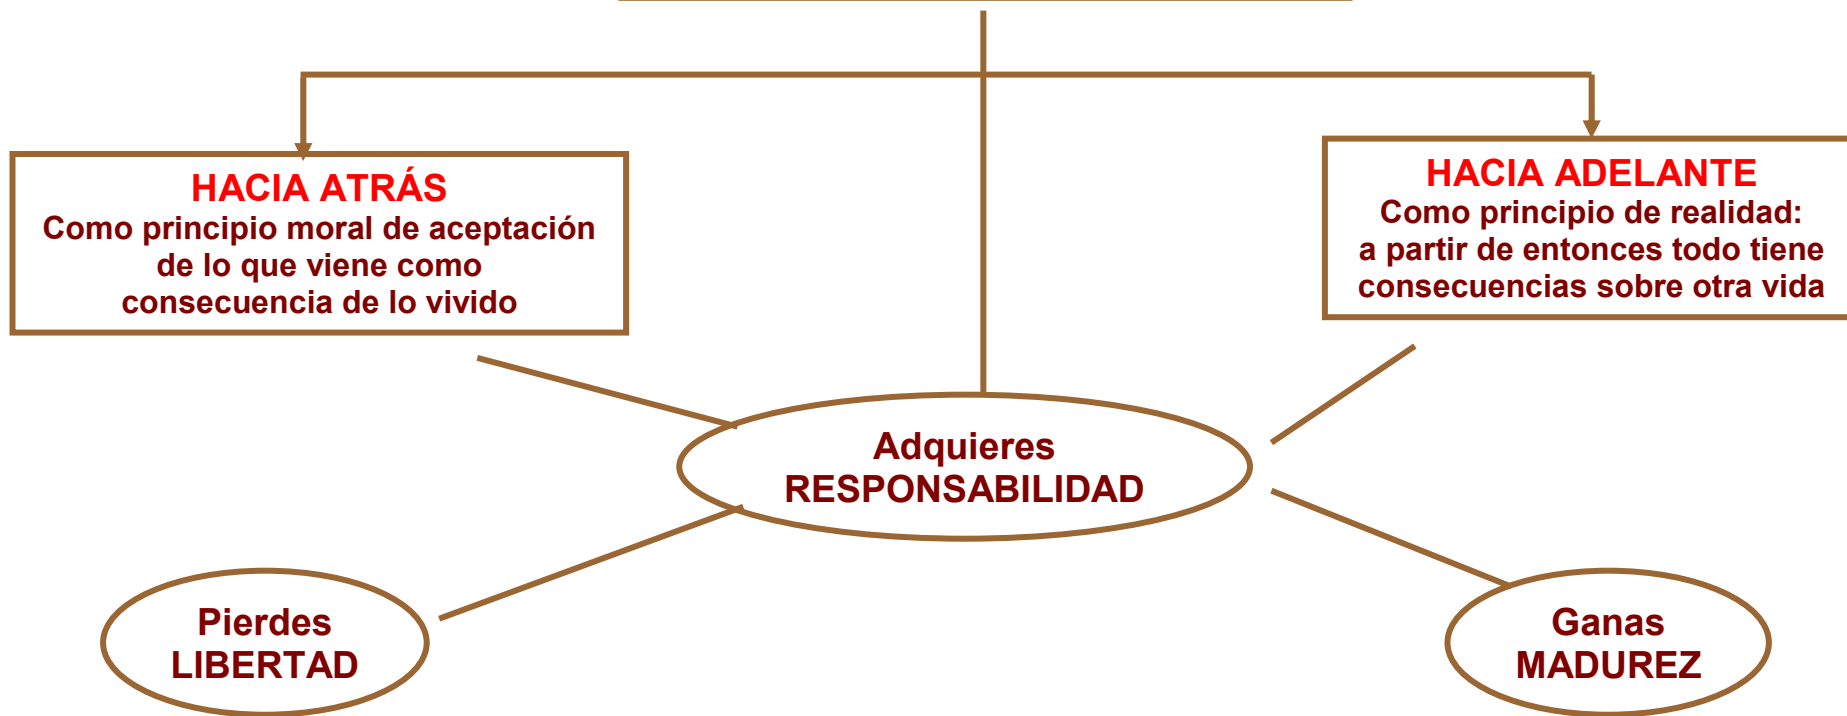 HACIA ATRÁS
Como principio moral de aceptación
de lo que viene como
consecuencia de lo vivido
HACIA ADELANTE
Como principio de realidad:
a partir de entonces todo tiene
consecuencias sobre otra vida
Adquieres
RESPONSABILIDAD
Pierdes
LIBERTAD
Ganas
MADUREZ